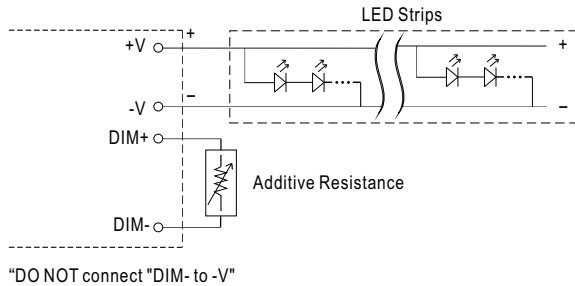 LED Strips
+V + +
-V − −
DIM+
Additive Resistance
DIM-
“DO NOT connect "DIM- to -V"